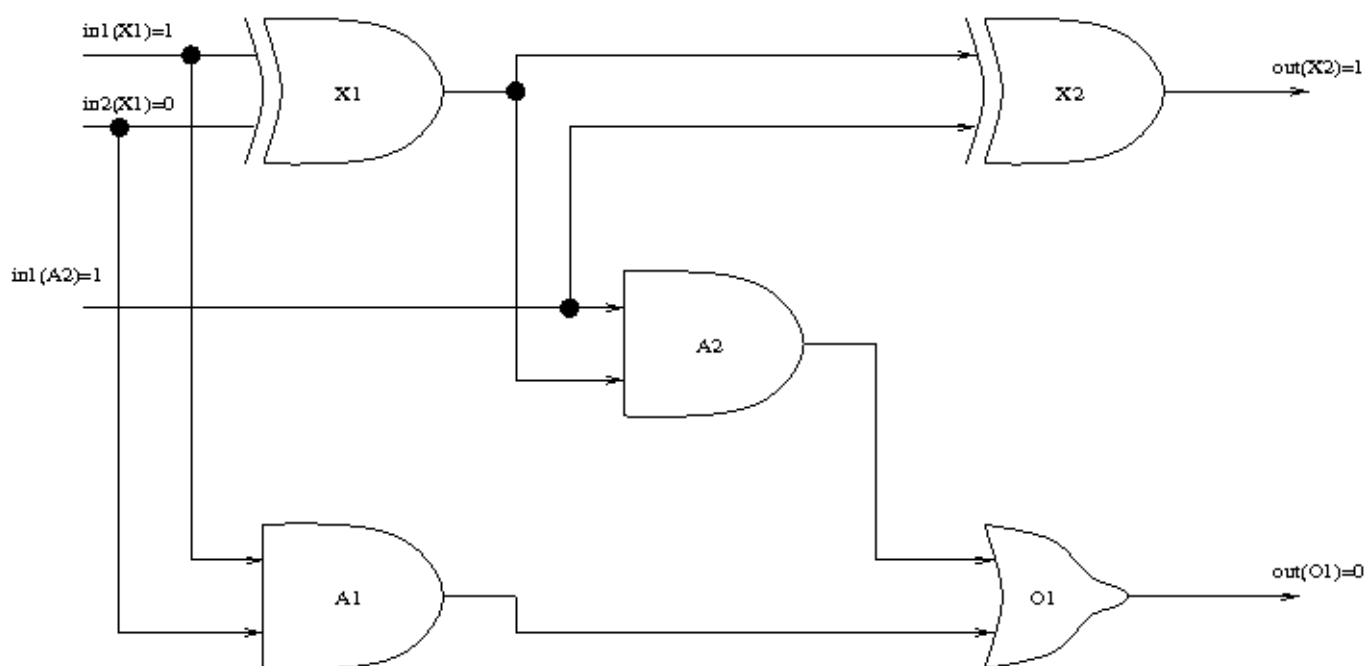 in1(X1)=1
X1
X2
out(X2)=1
in2(X1)=0
in1(A2)=1
A2
A1
O1
out(O1)=0